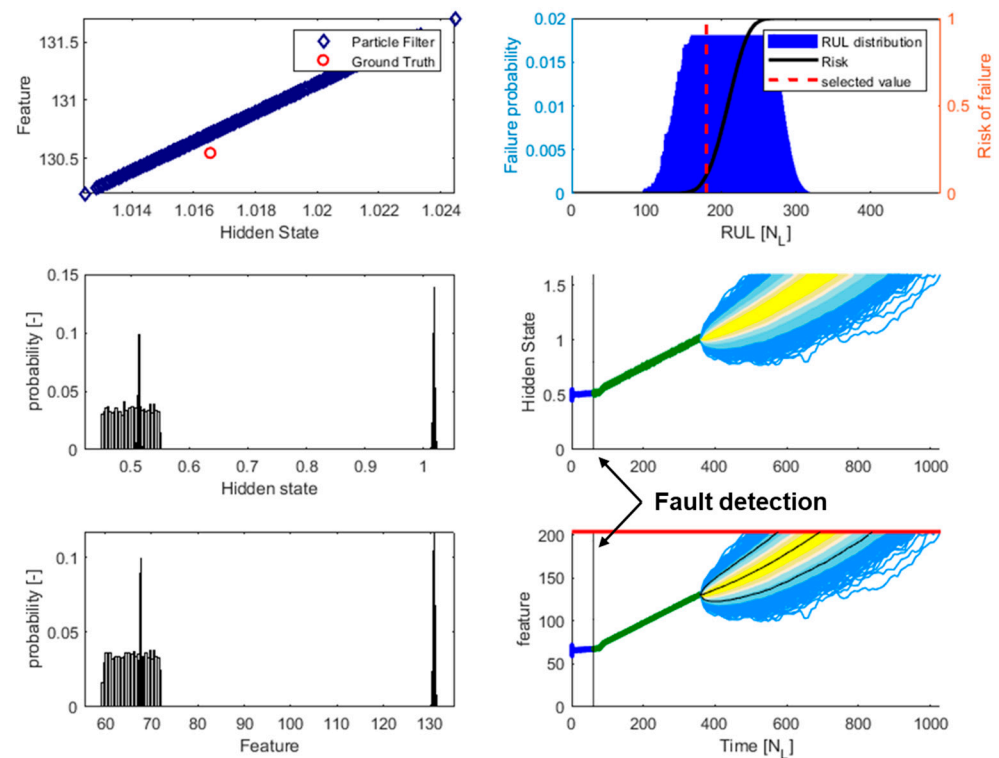 131.5
131
130.5
Feature
Particle Filter
Ground Truth
1.014 1.016 1.018 1.02 1.022 1.024
Hidden State
0.02
0.015
0.01
0.005
0
Failure probability
RUL distribution
Risk
selected value
1
0.5
0
Risk of failure
0 100 200 300 400
RUL [N_L]
0.15
0.1
0.05
0
probability [-]
0.5 0.6 0.7 0.8 0.9 1
Hidden state
1.5
1
0.5
0
Hidden State
0 200 400 600 800 1000
Fault detection
0.1
0.05
0
probability [-]
60 70 80 90 100 110 120 130
Feature
200
150
100
50
0
feature
0 200 400 600 800 1000
Time [N_L]